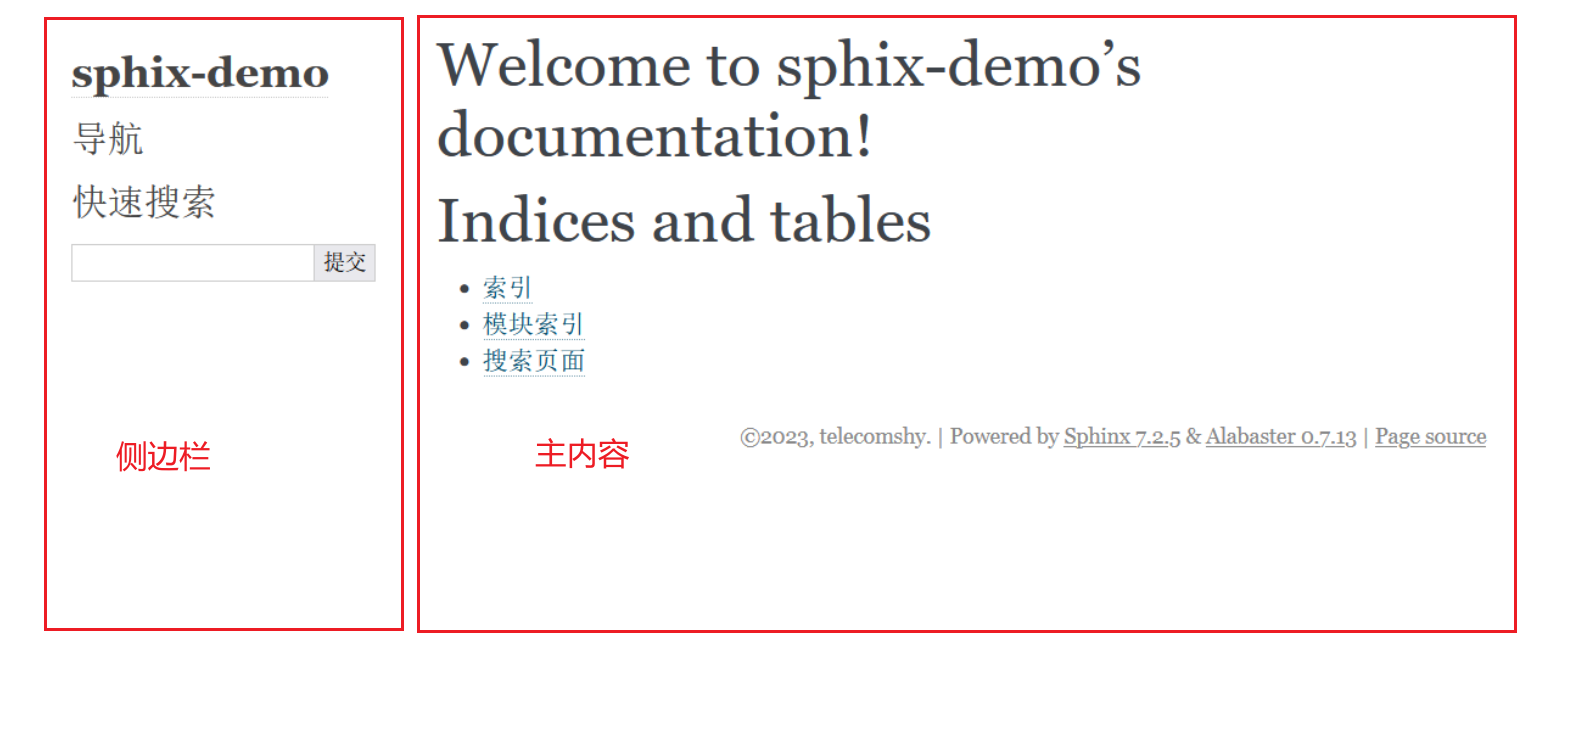 sphix-demo
导航
快速搜索
提交
侧边栏
Welcome to sphix-demo’s
documentation!
Indices and tables
索引
模块索引
搜索页面
©2023, telecomshy. | Powered by Sphinx 7.2.5 & Alabaster 0.7.13 | Page source
主内容